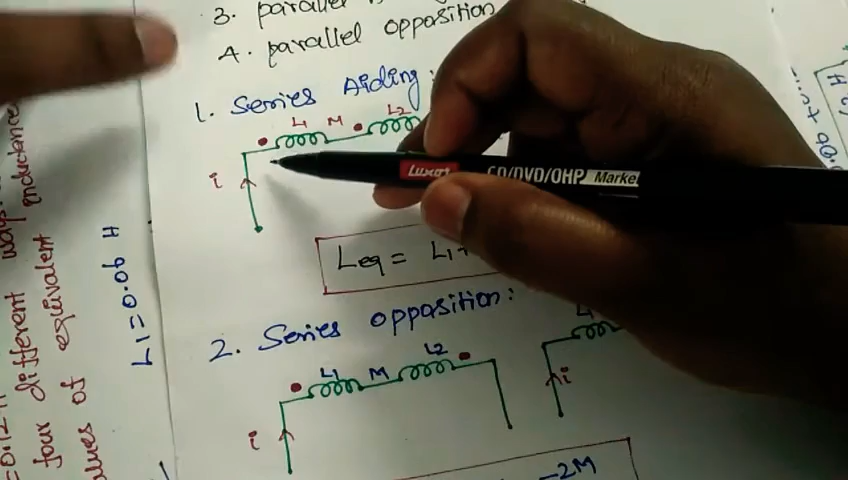 3. parallel
4. parallel opposition
1. Series Aiding:
L1 M L2
i
Leq = L1+
2. Series opposition:
L1 M L2
i
i
-2M
L1 = 0.06 H
four different ways
values of equivalent inductance
Luxor CD/DVD/OHP Marke